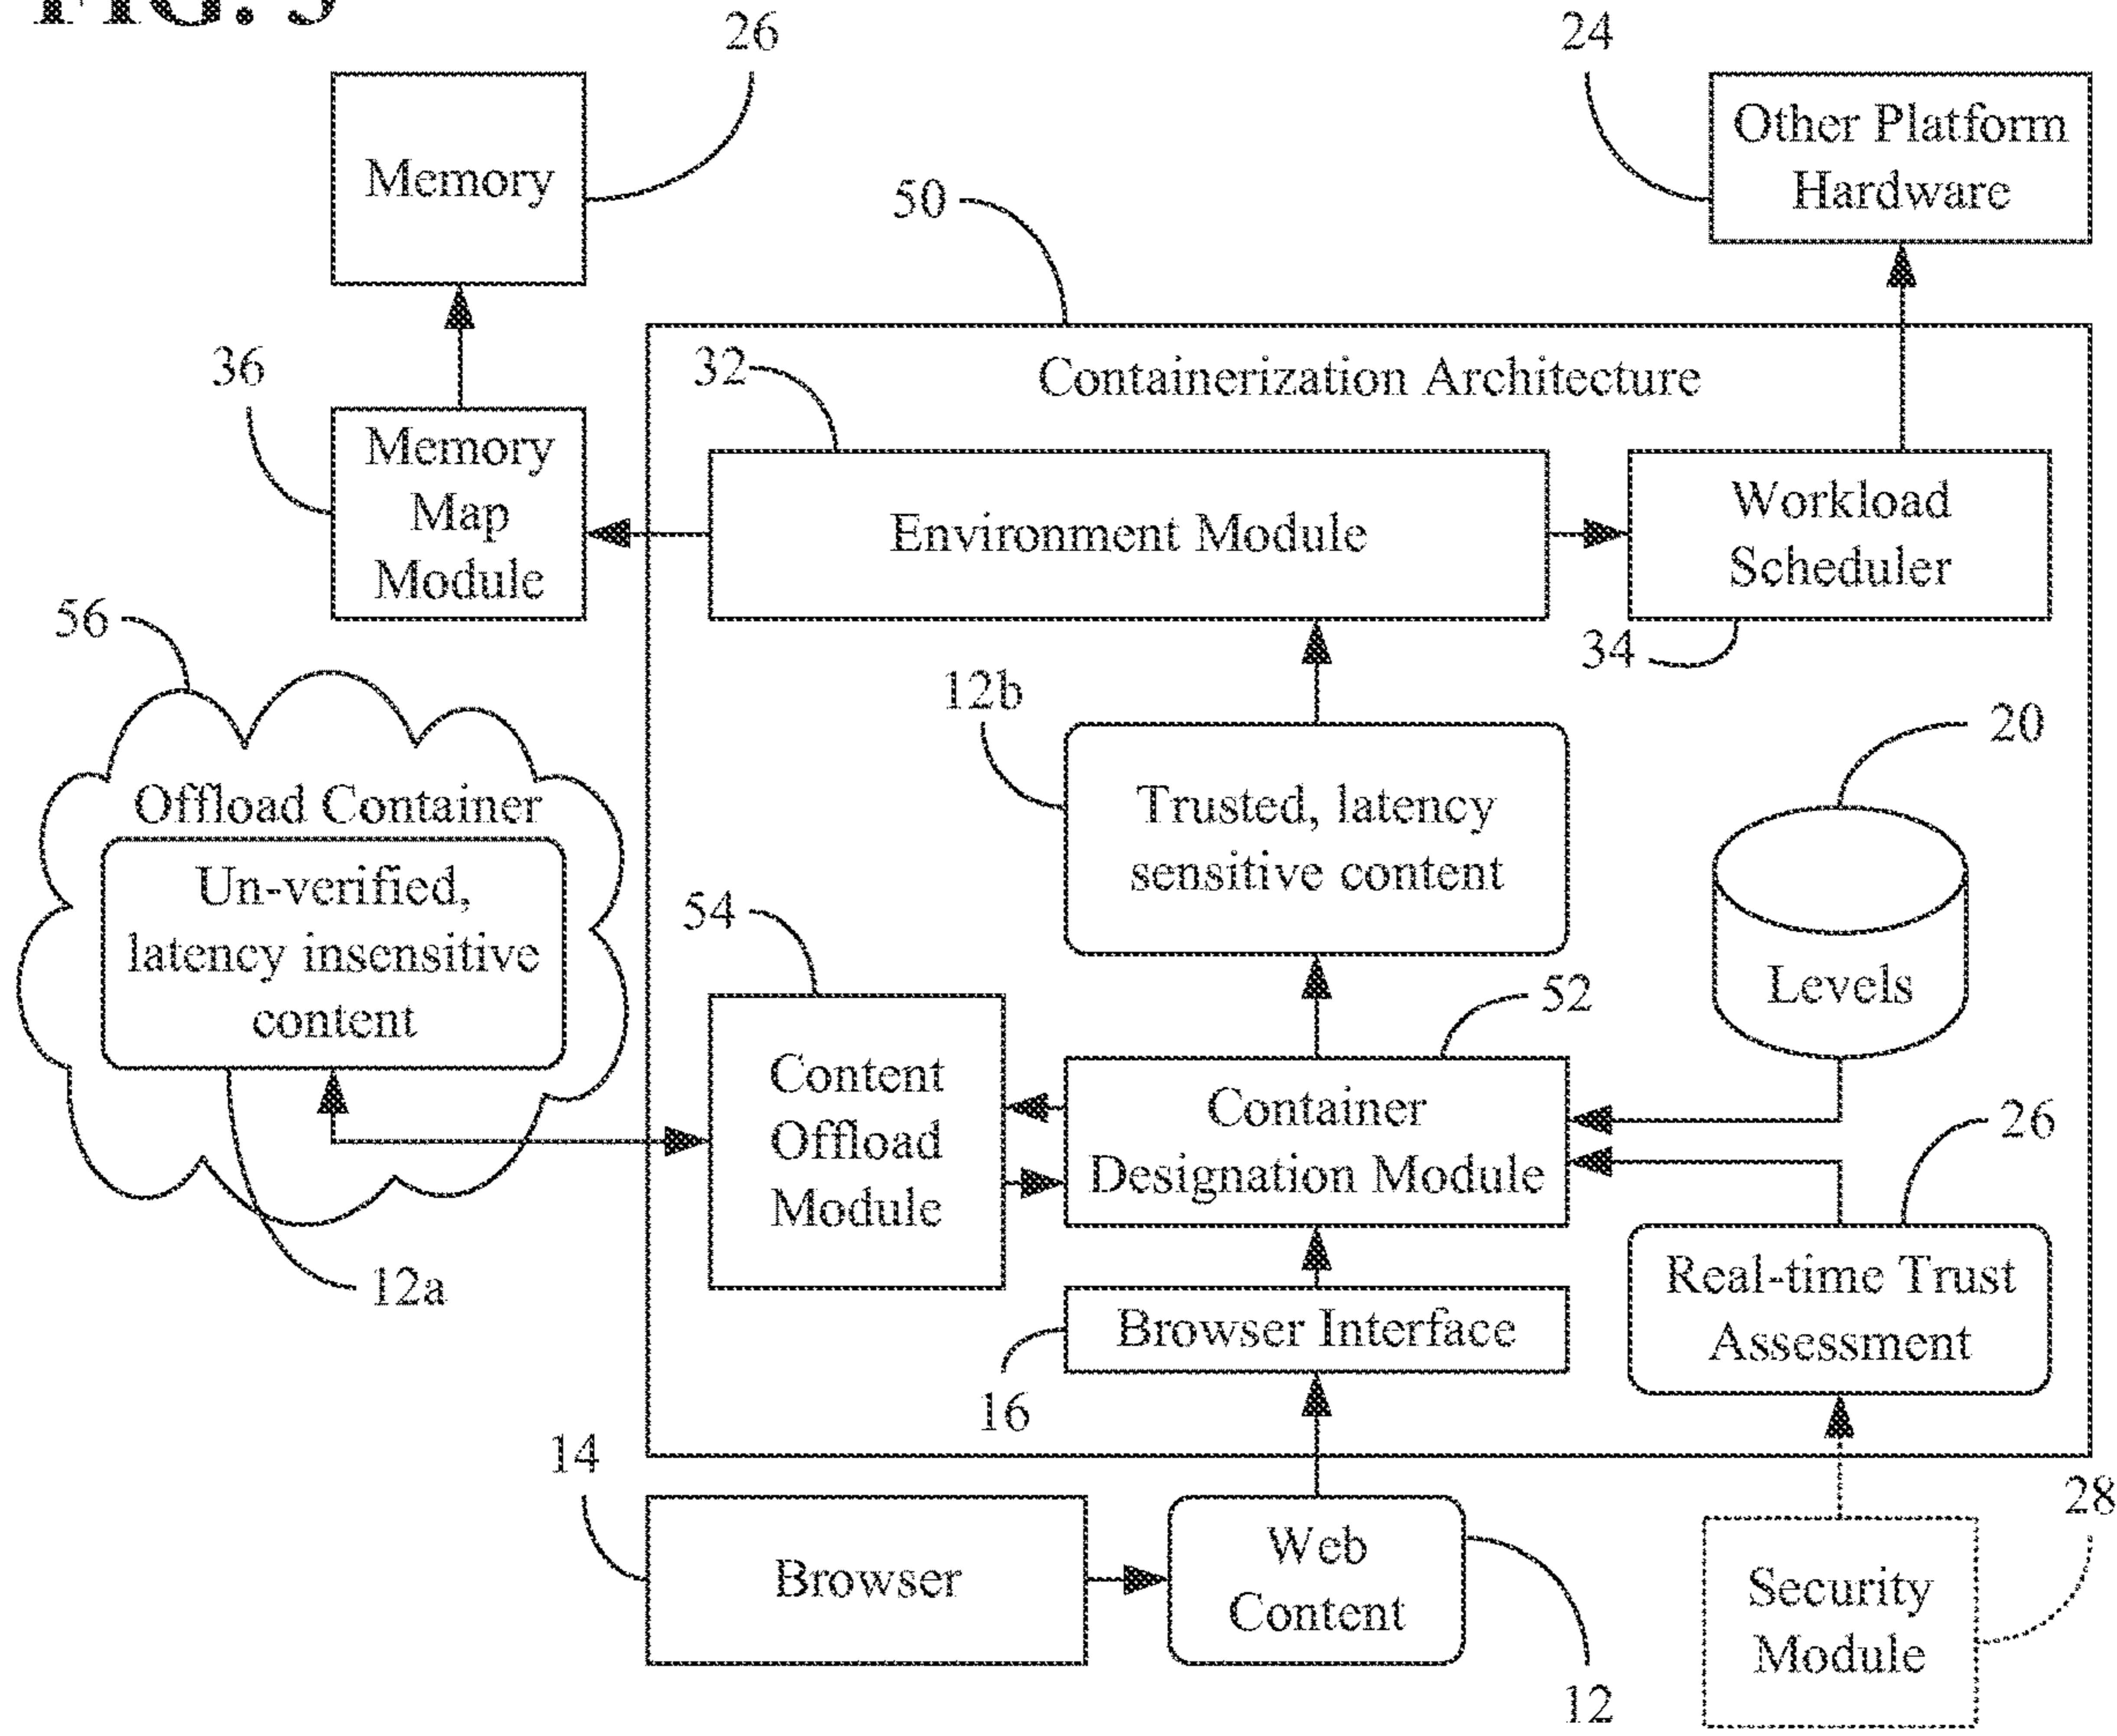 FIG. 5
26
24
Memory
Other Platform
Hardware
50
36
32
Containerization Architecture
Memory
Map
Module
Environment Module
Workload
Scheduler
56
34
12b
20
Offload Container
Un-verified,
latency insensitive
content
Trusted, latency
sensitive content
54
Levels
52
Content
Offload
Module
Container
Designation Module
26
12a
Real-time Trust
Assessment
Browser Interface
16
14
28
Browser
Web
Content
Security
Module
12